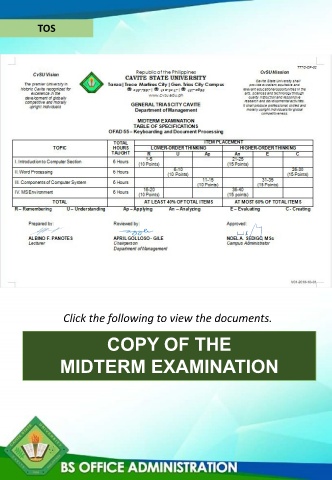 TOS
TTTO-QF-02
CvSU Vision
The premier university in
historic Cavite recognized for
excellence in the
development of globally
competitive and morally
upright individuals
Republic of the Philippines
CAVITE STATE UNIVERSITY
Tanza | Trece Martires City | Gen. Trias City Campus
www.cvsu.edu.ph
CvSU Mission
Cavite State University shall
provide excellent, equitable and
relevant educational opportunities in the
arts, sciences and technology through
quality instruction and responsive
research and development activities.
It shall produce professional, skilled and
morally upright individuals for global
competitiveness.
GENERAL TRIAS CITY CAVITE
Department of Management
MIDTERM EXAMINATION
TABLE OF SPECIFICATIONS
OFAD 55 – Keyboarding and Document Processing
TOPIC TOTAL HOURS TAUGHT ITEM PLACEMENT
LOWER-ORDER THINKING HIGHER-ORDER THINKING
R U Ap An E C
I. Introduction to Computer Section 6 Hours 1-5 (10 Points) 21-25 (15 Points)
II. Word Processing 6 Hours 6-10 (10 Points) 26-30 (15 Points)
III. Components of Computer System 6 Hours 11-15 (10 Points) 31-35 (15 Points)
IV. MS Environment 6 Hours 16-20 (10 Points) 36-40 (15 Points)
TOTAL AT LEAST 40% OF TOTAL ITEMS AT MOST 60% OF TOTAL ITEMS
R – Remembering U – Understanding Ap – Applying An – Analyzing E – Evaluating C - Creating
Prepared by: Reviewed by: Approved:
ALBINO F. PANOTES APRIL GOLLOSO - GILE NOEL A. SEDIGO, MSc
Lecturer Chairperson Campus Administrator
Department of Management
Click the following to view the documents.
COPY OF THE
MIDTERM EXAMINATION
BS OFFICE ADMINISTRATION